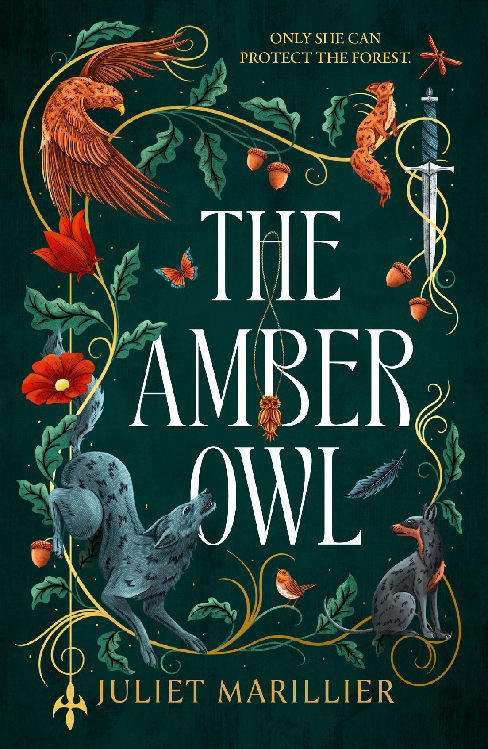 ONLY SHE CAN
PROTECT THE FOREST.
THE
AMBER
OWL
JULIET MARILLIER